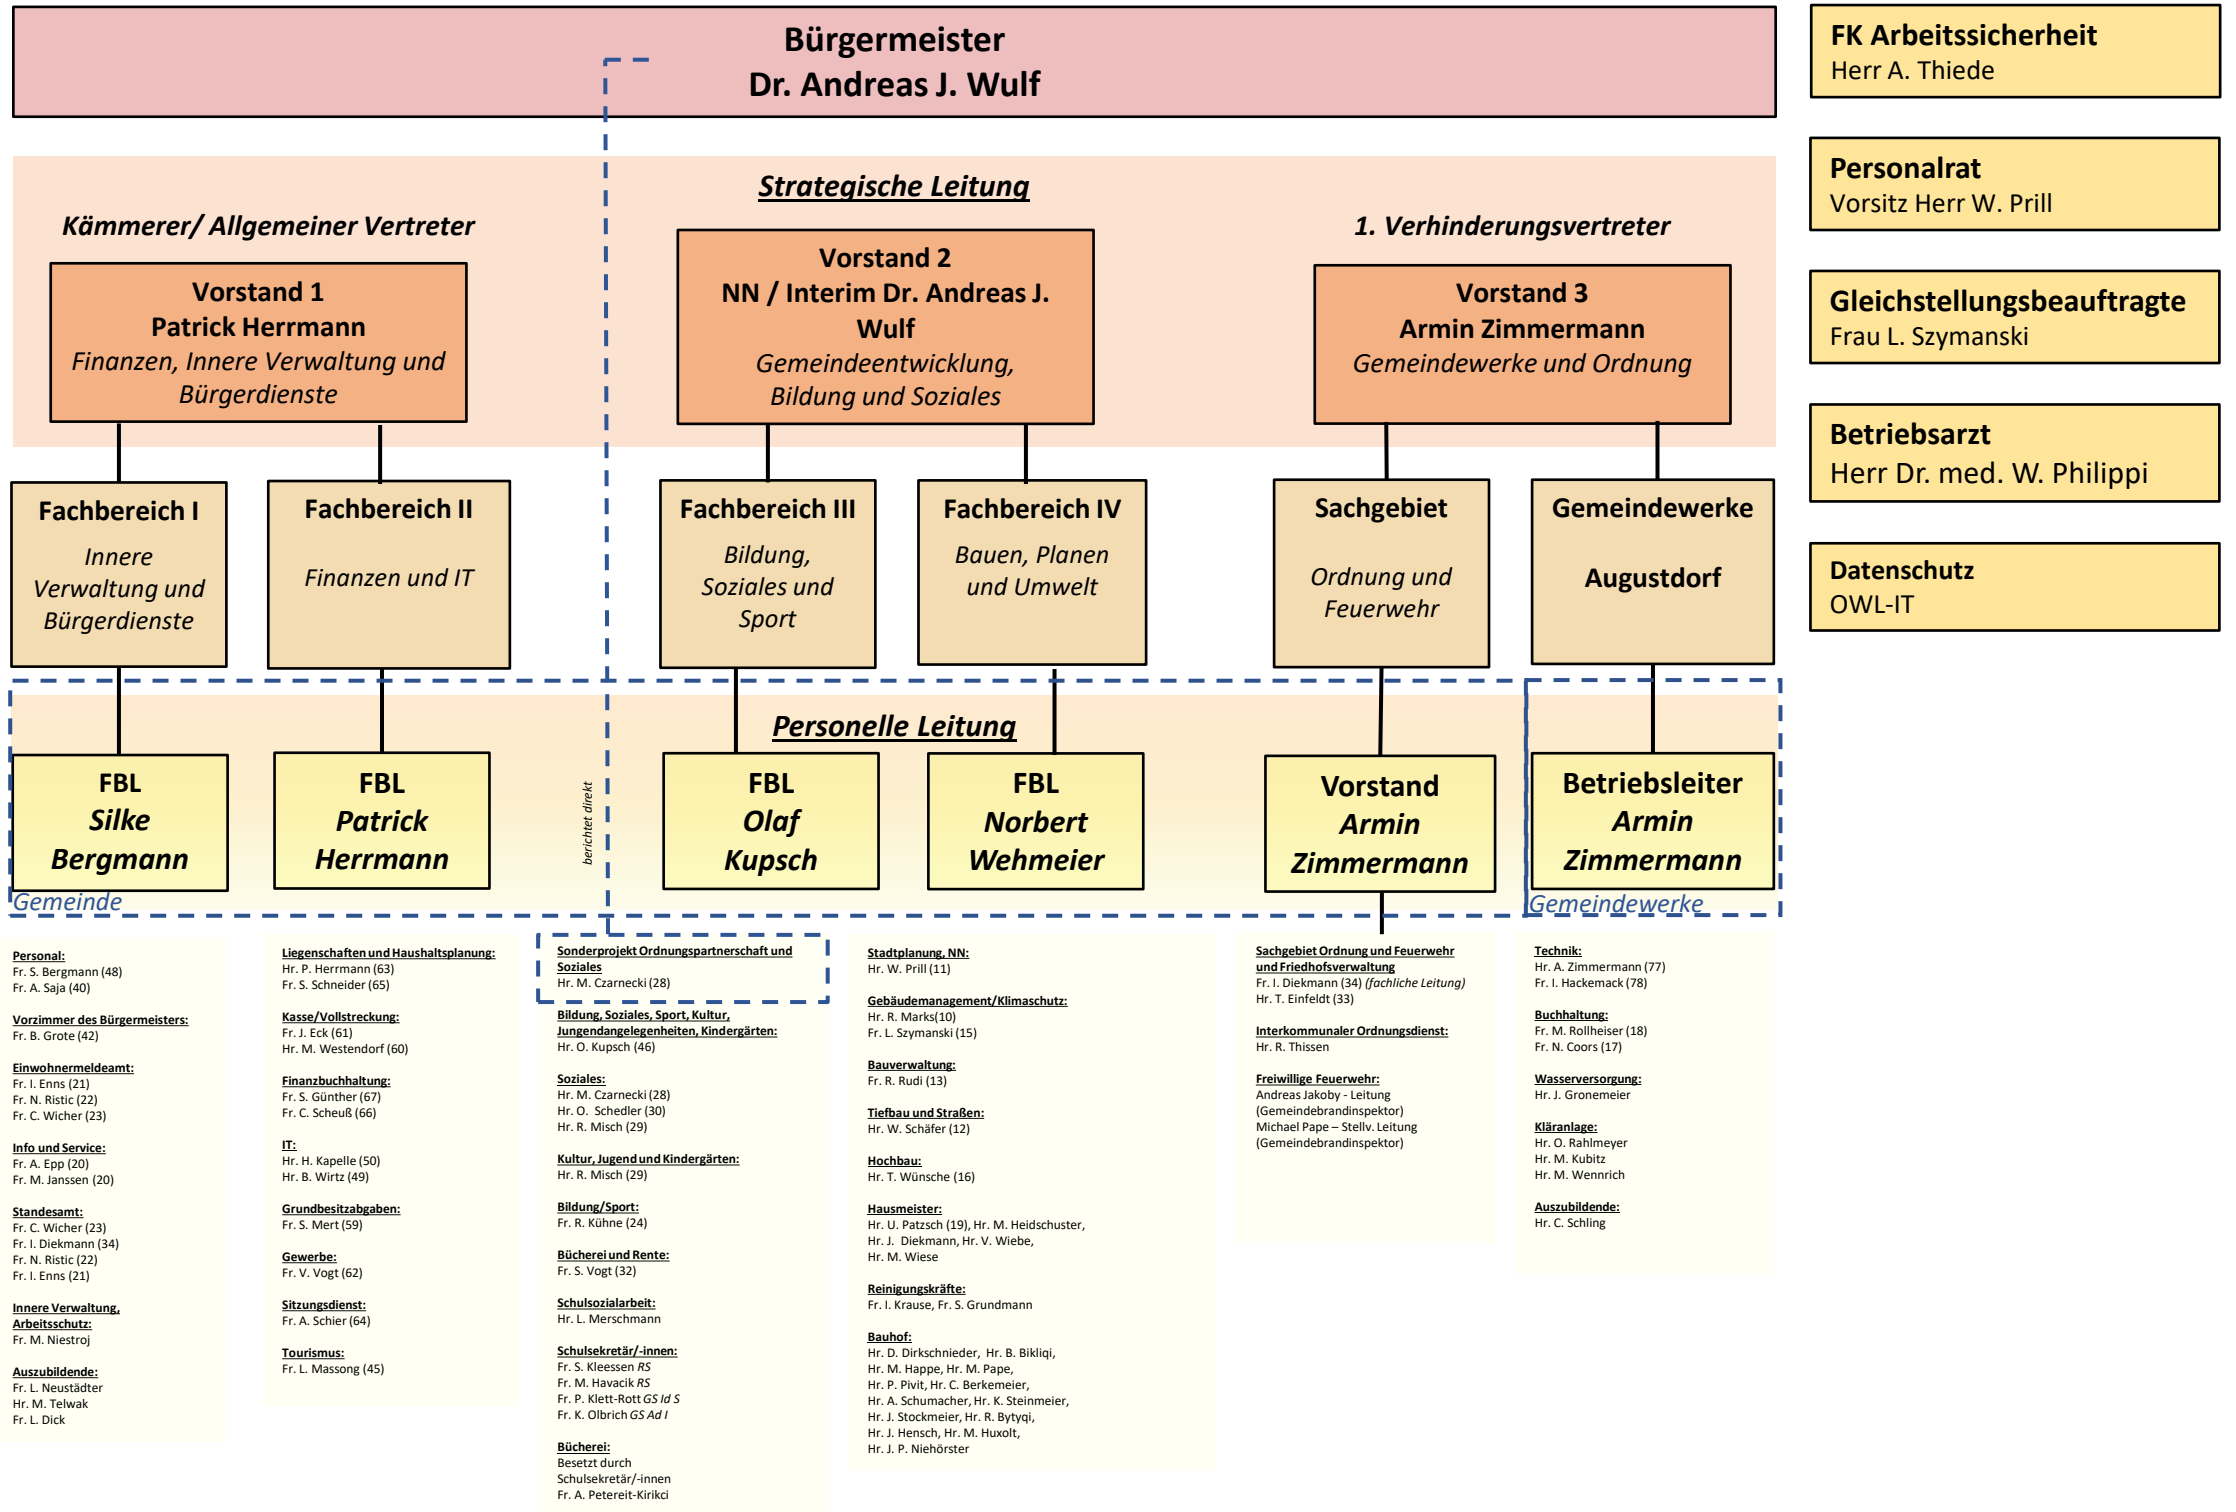 Bürgermeister
Dr. Andreas J. Wulf
FK Arbeitssicherheit
Herr A. Thiede
Personalrat
Vorsitz Herr W. Prill
Gleichstellungsbeauftragte
Frau L. Szymanski
Betriebsarzt
Herr Dr. med. W. Philippi
Datenschutz
OWL-IT
Strategische Leitung
Kämmerer/ Allgemeiner Vertreter
1. Verhinderungsvertreter
Vorstand 1
Patrick Herrmann
Finanzen, Innere Verwaltung und
Bürgerdienste
Vorstand 2
NN / Interim Dr. Andreas J.
Wulf
Gemeindeentwicklung,
Bildung und Soziales
Vorstand 3
Armin Zimmermann
Gemeindewerke und Ordnung
Fachbereich I
Innere
Verwaltung und
Bürgerdienste
Fachbereich II
Finanzen und IT
Fachbereich III
Bildung,
Soziales und
Sport
Fachbereich IV
Bauen, Planen
und Umwelt
Sachgebiet
Ordnung und
Feuerwehr
Gemeindewerke
Augustdorf
Personelle Leitung
FBL
Silke
Bergmann
FBL
Patrick
Herrmann
berichtet direkt
FBL
Olaf
Kupsch
FBL
Norbert
Wehmeier
Vorstand
Armin
Zimmermann
Betriebsleiter
Armin
Zimmermann
Gemeinde
Gemeindewerke
Personal:
Fr. S. Bergmann (48)
Fr. A. Saja (40)
Vorzimmer des Bürgermeisters:
Fr. B. Grote (42)
Einwohnermeldeamt:
Fr. I. Enns (21)
Fr. N. Ristic (22)
Fr. C. Wicher (23)
Info und Service:
Fr. A. Epp (20)
Fr. M. Janssen (20)
Standesamt:
Fr. C. Wicher (23)
Fr. I. Diekmann (34)
Fr. N. Ristic (22)
Fr. I. Enns (21)
Innere Verwaltung,
Arbeitsschutz:
Fr. M. Niestroj
Auszubildende:
Fr. L. Neustädter
Hr. M. Telwak
Fr. L. Dick
Liegenschaften und Haushaltsplanung:
Hr. P. Herrmann (63)
Fr. S. Schneider (65)
Kasse/Vollstreckung:
Fr. J. Eck (61)
Hr. M. Westendorf (60)
Finanzbuchhaltung:
Fr. S. Günther (67)
Fr. C. Scheuß (66)
IT:
Hr. H. Kapelle (50)
Hr. B. Wirtz (49)
Grundbesitzabgaben:
Fr. S. Mert (59)
Gewerbe:
Fr. V. Vogt (62)
Sitzungsdienst:
Fr. A. Schier (64)
Tourismus:
Fr. L. Massong (45)
Sonderprojekt Ordnungspartnerschaft und
Soziales
Hr. M. Czarnecki (28)
Bildung, Soziales, Sport, Kultur,
Jungendangelegenheiten, Kindergärten:
Hr. O. Kupsch (46)
Soziales:
Hr. M. Czarnecki (28)
Hr. O. Schedler (30)
Hr. R. Misch (29)
Kultur, Jugend und Kindergärten:
Hr. R. Misch (29)
Bildung/Sport:
Fr. R. Kühne (24)
Bücherei und Rente:
Fr. S. Vogt (32)
Schulsozialarbeit:
Hr. L. Merschmann
Schulsekretär/-innen:
Fr. S. Kleessen RS
Fr. M. Havacik RS
Fr. P. Klett-Rott GS Id S
Fr. K. Olbrich GS Ad I
Bücherei:
Besetzt durch
Schulsekretär/-innen
Fr. A. Petereit-Kirikci
Stadtplanung, NN:
Hr. W. Prill (11)
Gebäudemanagement/Klimaschutz:
Hr. R. Marks(10)
Fr. L. Szymanski (15)
Bauverwaltung:
Fr. R. Rudi (13)
Tiefbau und Straßen:
Hr. W. Schäfer (12)
Hochbau:
Hr. T. Wünsche (16)
Hausmeister:
Hr. U. Patzsch (19), Hr. M. Heidschuster,
Hr. J. Diekmann, Hr. V. Wiebe,
Hr. M. Wiese
Reinigungskräfte:
Fr. I. Krause, Fr. S. Grundmann
Bauhof:
Hr. D. Dirkschnieder, Hr. B. Bikliqi,
Hr. M. Happe, Hr. M. Pape,
Hr. P. Pivit, Hr. C. Berkemeier,
Hr. A. Schumacher, Hr. K. Steinmeier,
Hr. J. Stockmeier, Hr. R. Bytyqi,
Hr. J. Hensch, Hr. M. Huxolt,
Hr. J. P. Niehörster
Sachgebiet Ordnung und Feuerwehr
und Friedhofsverwaltung
Fr. I. Diekmann (34) (fachliche Leitung)
Hr. T. Einfeldt (33)
Interkommunaler Ordnungsdienst:
Hr. R. Thissen
Freiwillige Feuerwehr:
Andreas Jakoby - Leitung
(Gemeindebrandinspektor)
Michael Pape – Stellv. Leitung
(Gemeindebrandinspektor)
Technik:
Hr. A. Zimmermann (77)
Fr. I. Hackemack (78)
Buchhaltung:
Fr. M. Rollheiser (18)
Fr. N. Coors (17)
Wasserversorgung:
Hr. J. Gronemeier
Kläranlage:
Hr. O. Rahlmeyer
Hr. M. Kubitz
Hr. M. Wennrich
Auszubildende:
Hr. C. Schling